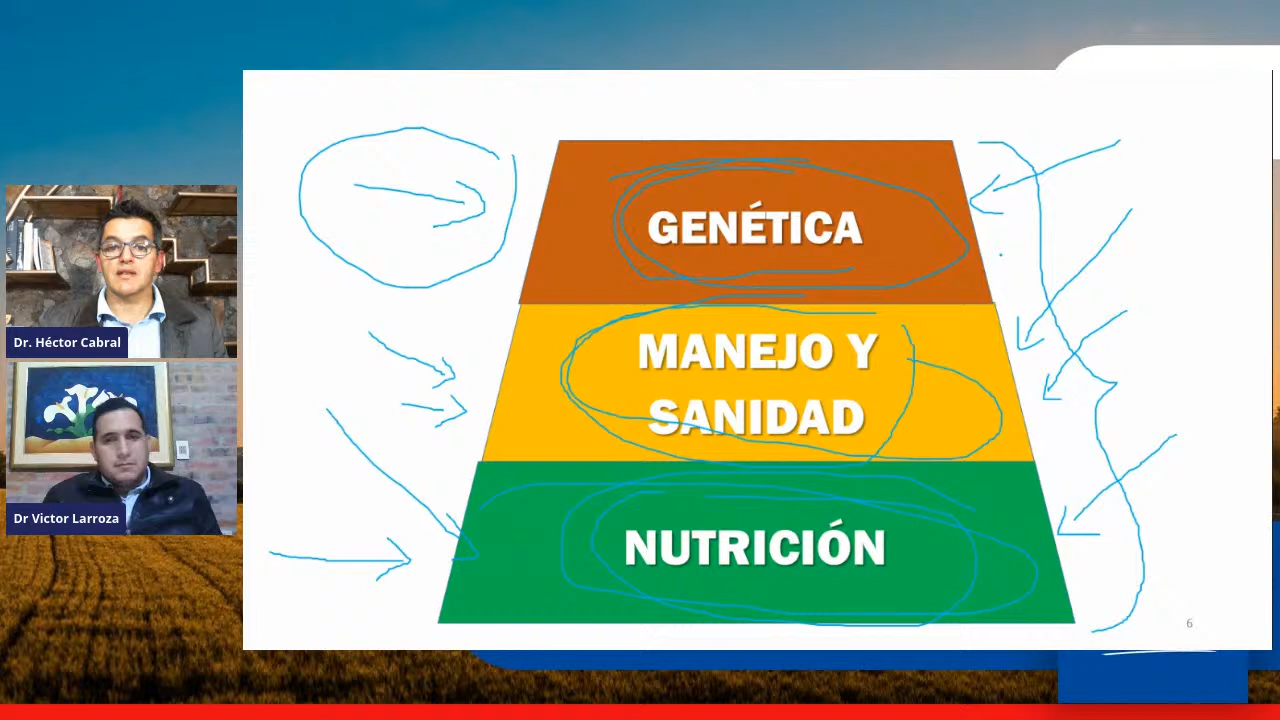 GENÉTICA
MANEJO Y
SANIDAD
NUTRICIÓN
6
Dr. Héctor Cabral
Dr Victor Larroza